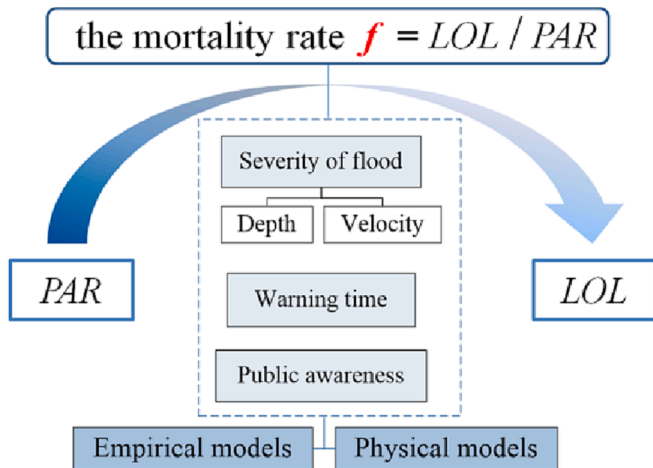 the mortality rate f = LOL / PAR
Severity of flood
Depth
Velocity
PAR
LOL
Warning time
Public awareness
Empirical models
Physical models